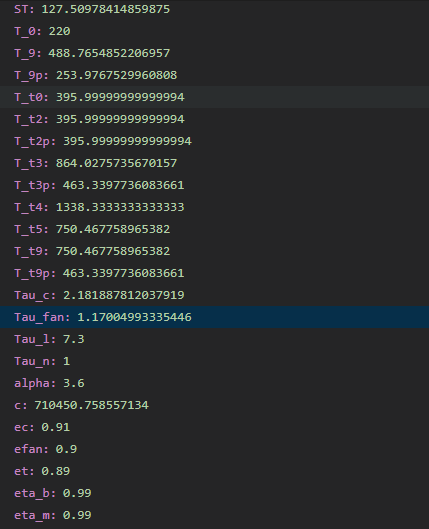 ST: 127.50978414859875
T_0: 220
T_9: 488.7654852206957
T_9p: 253.9767529960808
T_t0: 395.99999999999994
T_t2: 395.99999999999994
T_t2p: 395.99999999999994
T_t3: 864.0275735670157
T_t3p: 463.3397736083661
T_t4: 1338.3333333333333
T_t5: 750.467758965382
T_t9: 750.467758965382
T_t9p: 463.3397736083661
Tau_c: 2.181887812037919
Tau_fan: 1.17004993335446
Tau_l: 7.3
Tau_n: 1
alpha: 3.6
c: 710450.758557134
ec: 0.91
efan: 0.9
et: 0.89
eta_b: 0.99
eta_m: 0.99